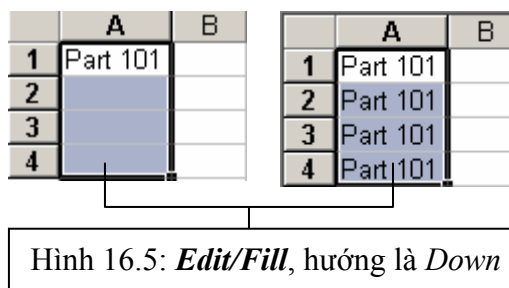 A B A B
1 Part 101 1 Part 101
2 2 Part 101
3 3 Part 101
4 4 Part 101
Hình 16.5: Edit/Fill, hướng là Down